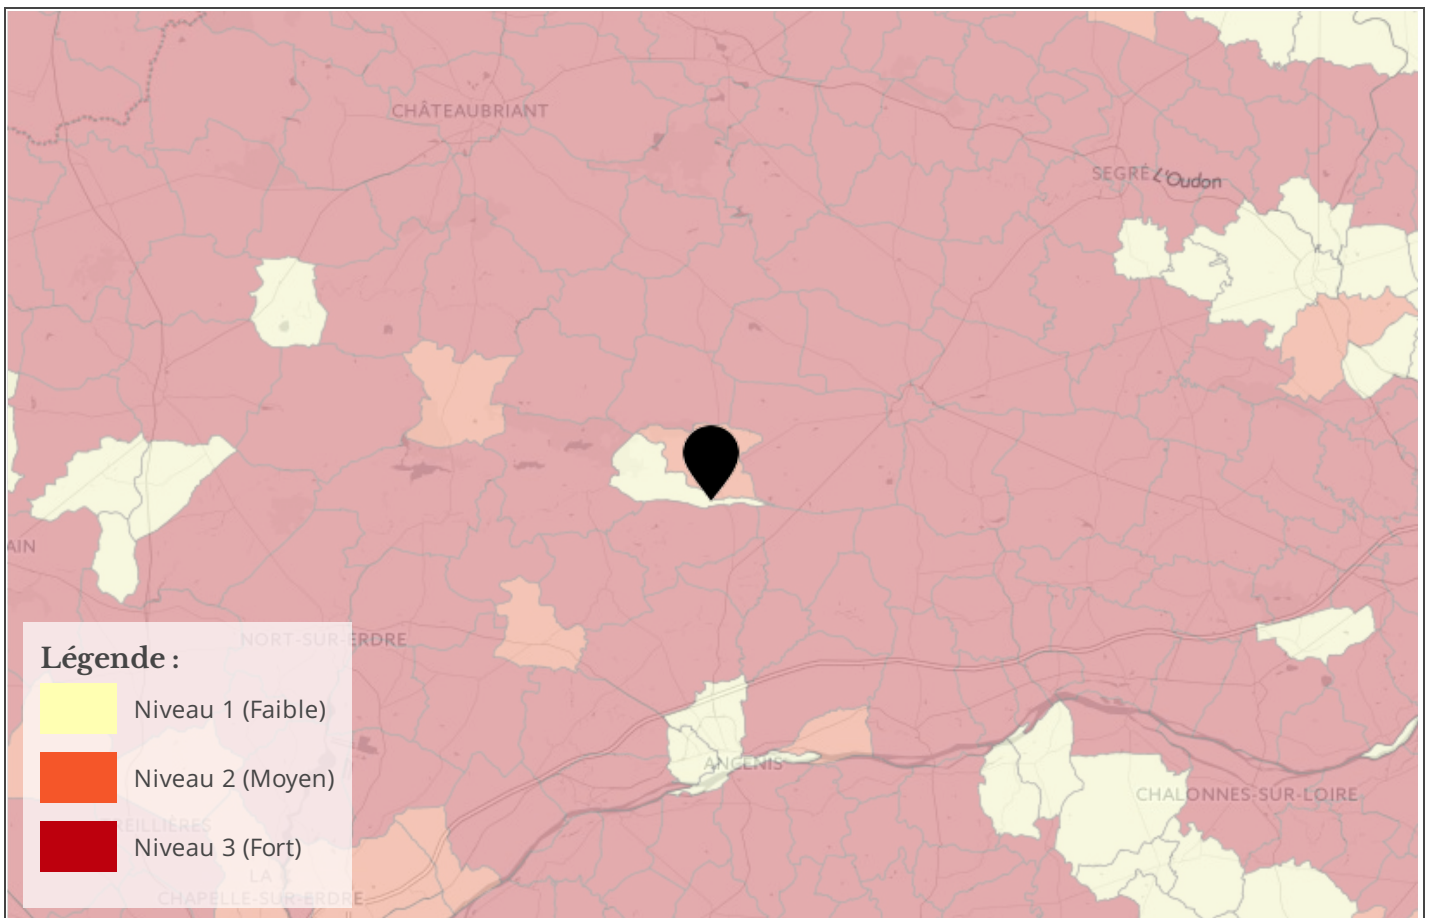 CHÂTEAUBRIANT
SEGRÉ
L'Oudon
AIN
NORT-SUR-ERDRE
Légende :
Niveau 1 (Faible)
Niveau 2 (Moyen)
Niveau 3 (Fort)
ANCENIS
CHALONNES-SUR-LOIRE
EILLIÈRES
LA
CHAPELLE-SUR-ERDRE